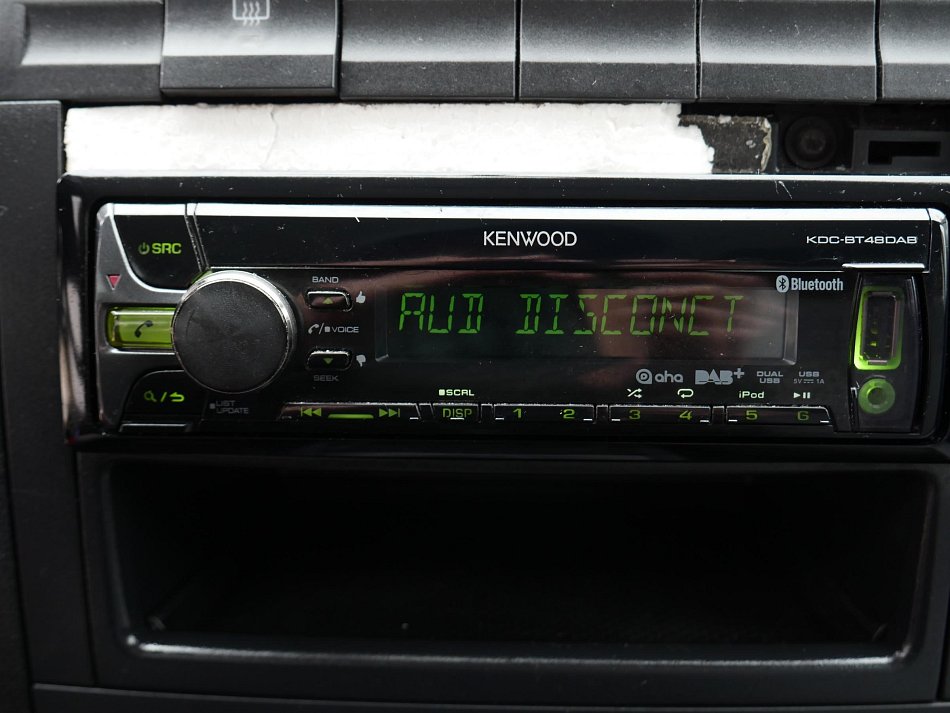 KENWOOD
KDC-BT48DAB
SRC
BAND
Bluetooth
AUD DISCONCT
VOICE
SEEK
aha DAB+ DUAL USB USB 5V 1A
LIST UPDATE
SCRL
iPod
DISP 1 2 3 4 5 6